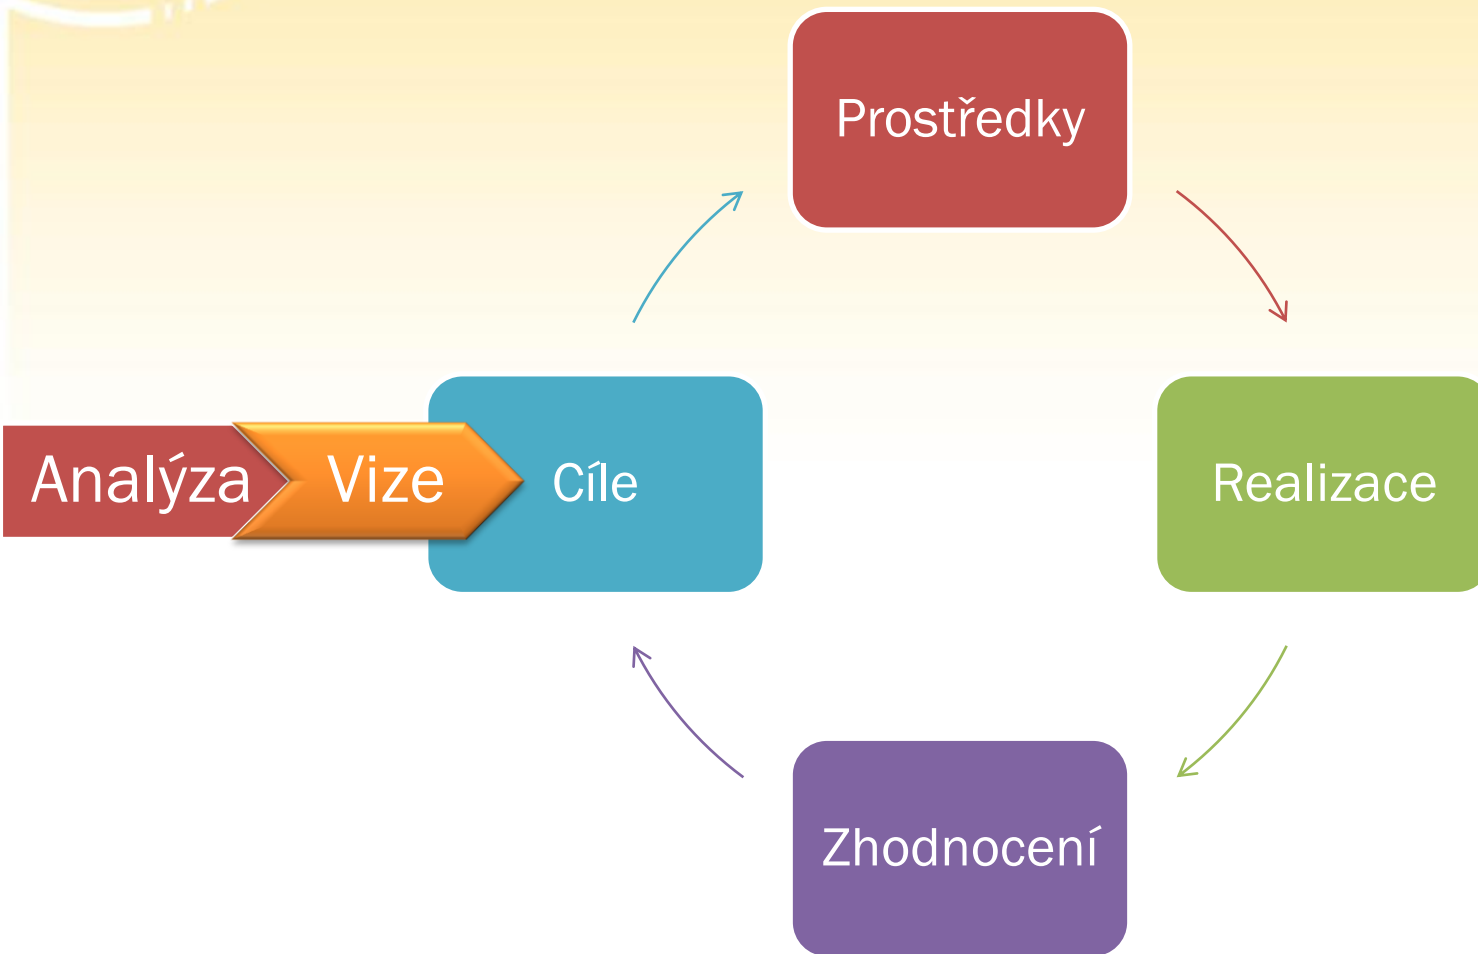 Prostředky
Analýza
Vize
Cíle
Realizace
Zhodnocení